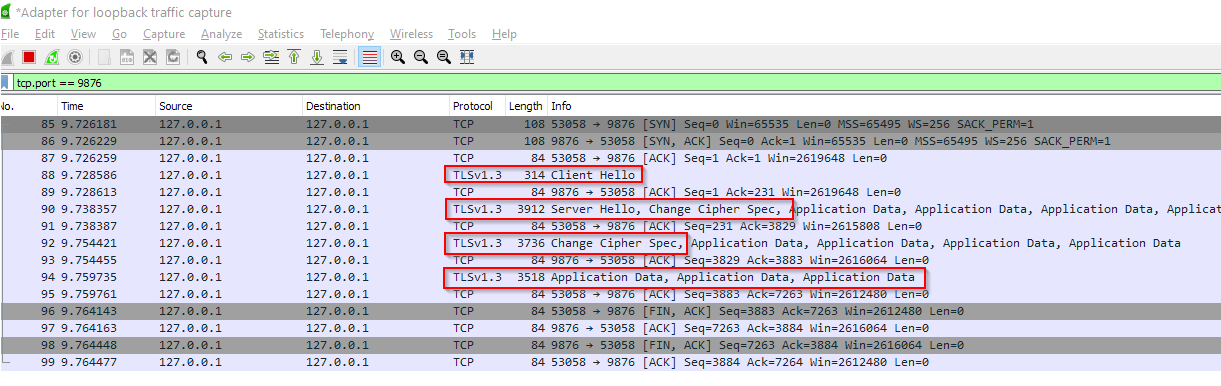 *Adapter for loopback traffic capture
File Edit View Go Capture Analyze Statistics Telephony Wireless Tools Help
tcp.port == 9876
No. Time Source Destination Protocol Length Info
85 9.726181 127.0.0.1 127.0.0.1 TCP 108 53058 → 9876 [SYN] Seq=0 Win=65535 Len=0 MSS=65495 WS=256 SACK_PERM=1
86 9.726229 127.0.0.1 127.0.0.1 TCP 108 9876 → 53058 [SYN, ACK] Seq=0 Ack=1 Win=65535 Len=0 MSS=65495 WS=256 SACK_PERM=1
87 9.726259 127.0.0.1 127.0.0.1 TCP 84 53058 → 9876 [ACK] Seq=1 Ack=1 Win=2619648 Len=0
88 9.728586 127.0.0.1 127.0.0.1 TLSv1.3 314 Client Hello
89 9.728613 127.0.0.1 127.0.0.1 TCP 84 9876 → 53058 [ACK] Seq=1 Ack=231 Win=2619648 Len=0
90 9.738357 127.0.0.1 127.0.0.1 TLSv1.3 3912 Server Hello, Change Cipher Spec, Application Data, Application Data, Application Data, Applicat
91 9.738387 127.0.0.1 127.0.0.1 TCP 84 53058 → 9876 [ACK] Seq=231 Ack=3829 Win=2615808 Len=0
92 9.754421 127.0.0.1 127.0.0.1 TLSv1.3 3736 Change Cipher Spec, Application Data, Application Data, Application Data, Application Data
93 9.754455 127.0.0.1 127.0.0.1 TCP 84 9876 → 53058 [ACK] Seq=3829 Ack=3883 Win=2616064 Len=0
94 9.759735 127.0.0.1 127.0.0.1 TLSv1.3 3518 Application Data, Application Data, Application Data
95 9.759761 127.0.0.1 127.0.0.1 TCP 84 53058 → 9876 [ACK] Seq=3883 Ack=7263 Win=2612480 Len=0
96 9.764143 127.0.0.1 127.0.0.1 TCP 84 53058 → 9876 [FIN, ACK] Seq=3883 Ack=7263 Win=2612480 Len=0
97 9.764163 127.0.0.1 127.0.0.1 TCP 84 9876 → 53058 [ACK] Seq=7263 Ack=3884 Win=2616064 Len=0
98 9.764448 127.0.0.1 127.0.0.1 TCP 84 9876 → 53058 [FIN, ACK] Seq=7263 Ack=3884 Win=2616064 Len=0
99 9.764477 127.0.0.1 127.0.0.1 TCP 84 53058 → 9876 [ACK] Seq=3884 Ack=7264 Win=2612480 Len=0